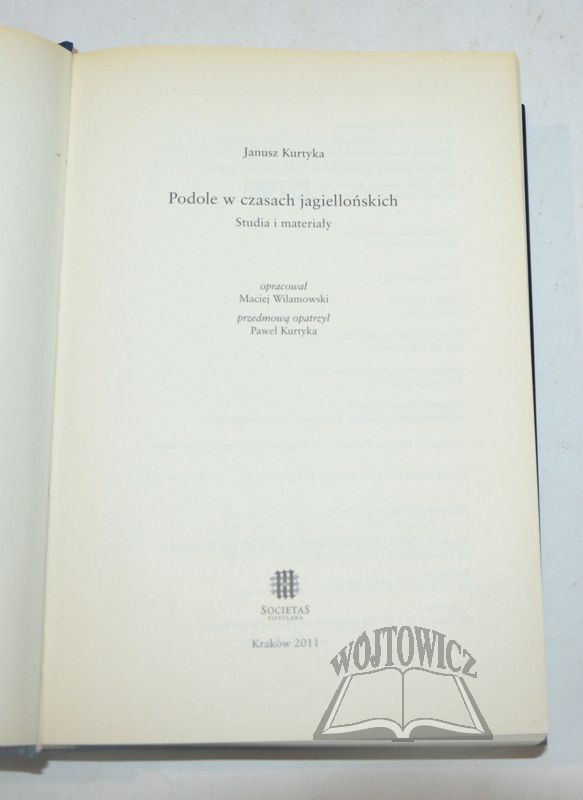 Janusz Kurtyka
Podole w czasach jagiellońskich
Studia i materiały
opracował
Maciej Wilamowski
przedmową opatrzył
Paweł Kurtyka
SOCIETAS
VISTULANA
Kraków 2011
WÓJTOWICZ